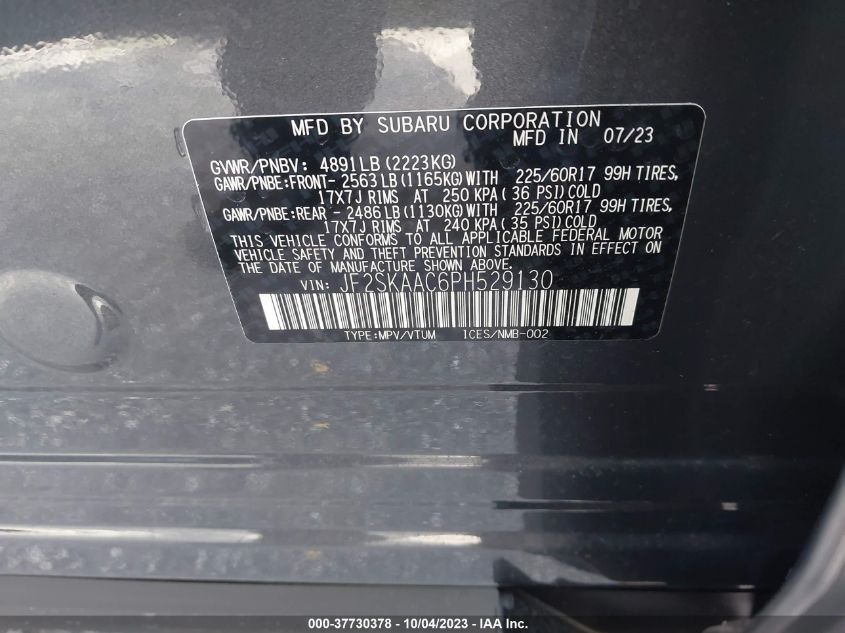 MFD BY SUBARU CORPORATION
MFD IN 07/23
GVWR/PNBV: 4891LB (2223KG)
GAWR/PNBE:FRONT- 2563 LB (1165KG)WITH 225/60R17 99H TIRES,
17X7J RIMS AT 250 KPA( 36 PSI)COLD
GAWR/PNBE:REAR - 2486 LB (1130KG)WITH 225/60R17 99H TIRES,
17X7J RIMS AT 240 KPA( 35 PSI)COLD
THIS VEHICLE CONFORMS TO ALL APPLICABLE FEDERAL MOTOR
VEHICLE SAFETY AND THEFT PREVENTION STANDARDS IN EFFECT ON
THE DATE OF MANUFACTURE SHOWN ABOVE.
VIN: JF2SKAAC6PH529130
TYPE:MPV/VTUM ICES/NMB-002
000-37730378 - 10/04/2023 - IAA Inc.